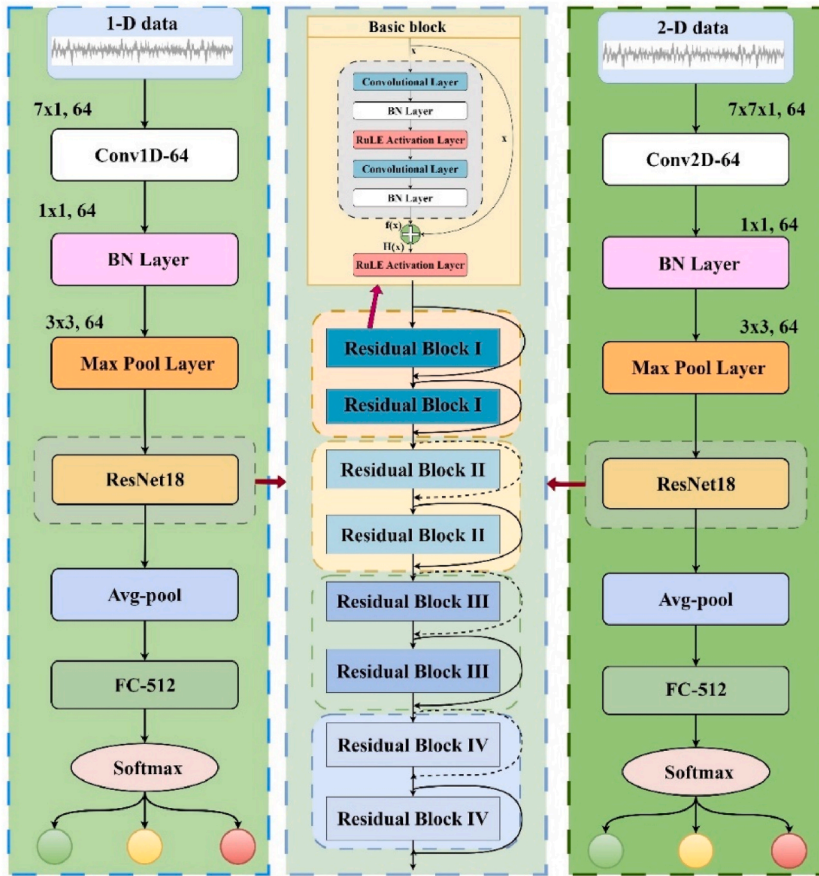 1-D data
7x1, 64
Conv1D-64
1x1, 64
BN Layer
3x3, 64
Max Pool Layer
ResNet18
Avg-pool
FC-512
Softmax
Basic block
x
Convolutional Layer
BN Layer
RuLE Activation Layer
Convolutional Layer
BN Layer
x
f(x)
H(x)
RuLE Activation Layer
Residual Block I
Residual Block I
Residual Block II
Residual Block II
Residual Block III
Residual Block III
Residual Block IV
Residual Block IV
2-D data
7x7x1, 64
Conv2D-64
1x1, 64
BN Layer
3x3, 64
Max Pool Layer
ResNet18
Avg-pool
FC-512
Softmax